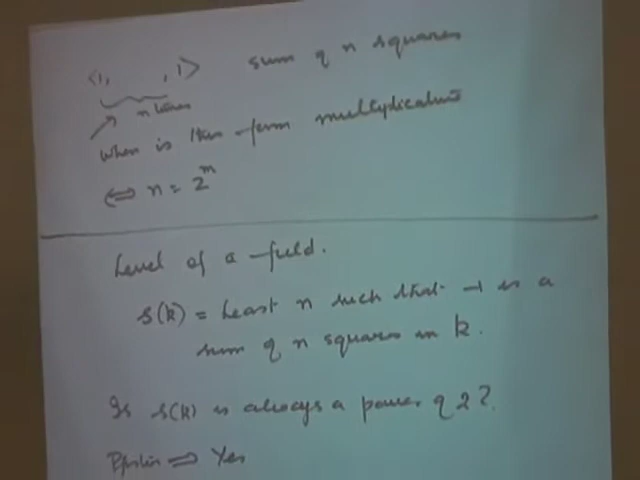 <1,      , 1>   sum of n squares
n times
When is this form multiplicative
⟺ n = 2^m
Level of a field.
s(k) = Least n such that -1 is a
sum of n squares in k.
Is s(k) is always a power of 2?
Pfister ⟹ Yes